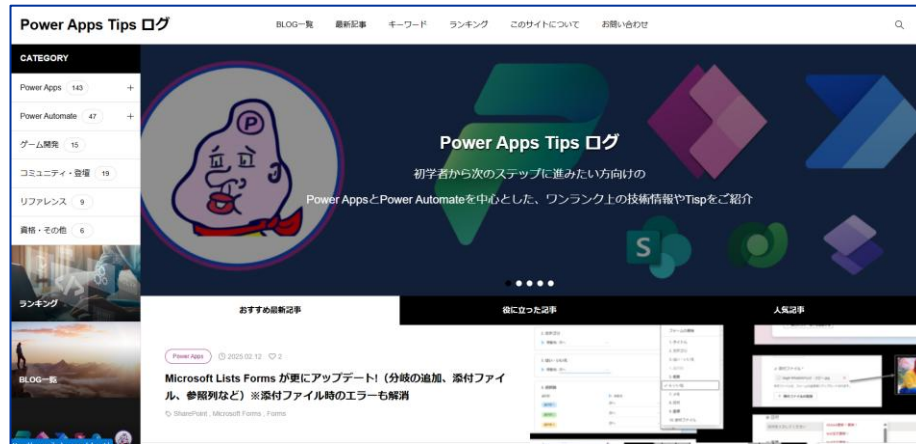 Power Apps Tips ログ
BLOG一覧 最新記事 キーワード ランキング このサイトについて お問い合わせ
CATEGORY
Power Apps 143 +
Power Automate 47 +
ゲーム開発 15
コミュニティ・登壇 19
リファレンス 9
資格・その他 6
ランキング
BLOG一覧
P
Power Apps Tips ログ
初学者から次のステップに進みたい方向けの
Power AppsとPower Automateを中心とした、ワンランク上の技術情報やTispをご紹介
S
おすすめ最新記事
役に立った記事
人気記事
Power Apps 2025.02.12 2
Microsoft Lists Forms が更にアップデート!（分岐の追加、添付ファイ
ル、参照列など）※添付ファイル時のエラーも解消
SharePoint , Microsoft Forms , Forms